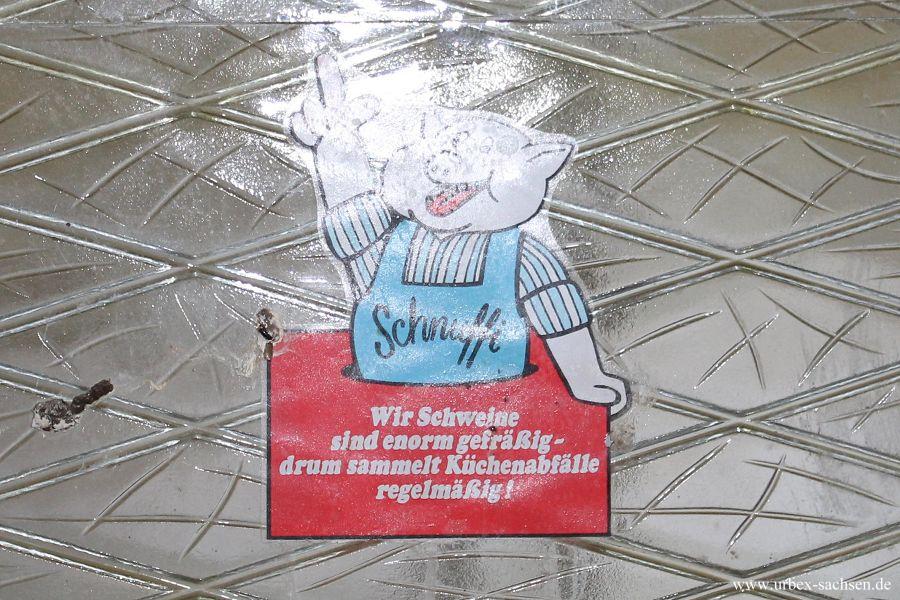 Schnuffi
Wir Schweine
sind enorm gefräßig -
drum sammelt Küchenabfälle
regelmäßig!
www.urbex-sachsen.de